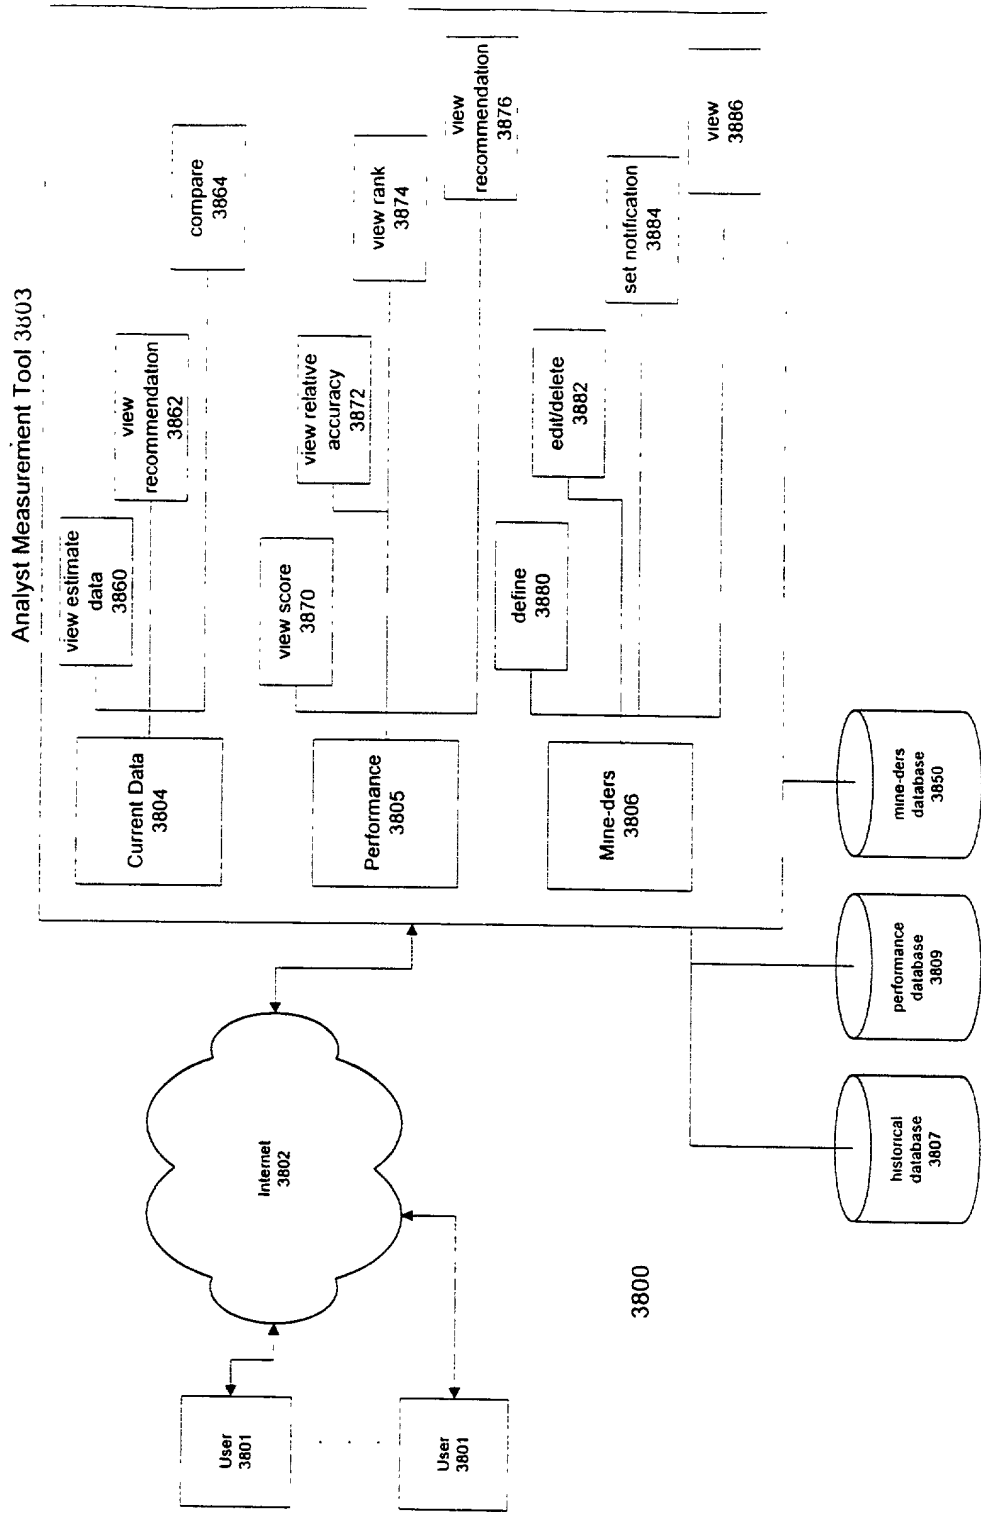 Analyst Measurement Tool 3803
view estimate
data
3860
view
recommendation
3862
compare
3864
Current Data
3804
view score
3870
view relative
accuracy
3872
view rank
3874
view
recommendation
3876
Performance
3805
define
3880
edit/delete
3882
set notification
3884
view
3886
Mine-ders
3806
User
3801
. . . .
User
3801
Internet
3802
3800
historical
database
3807
performance
database
3809
mine-ders
database
3850